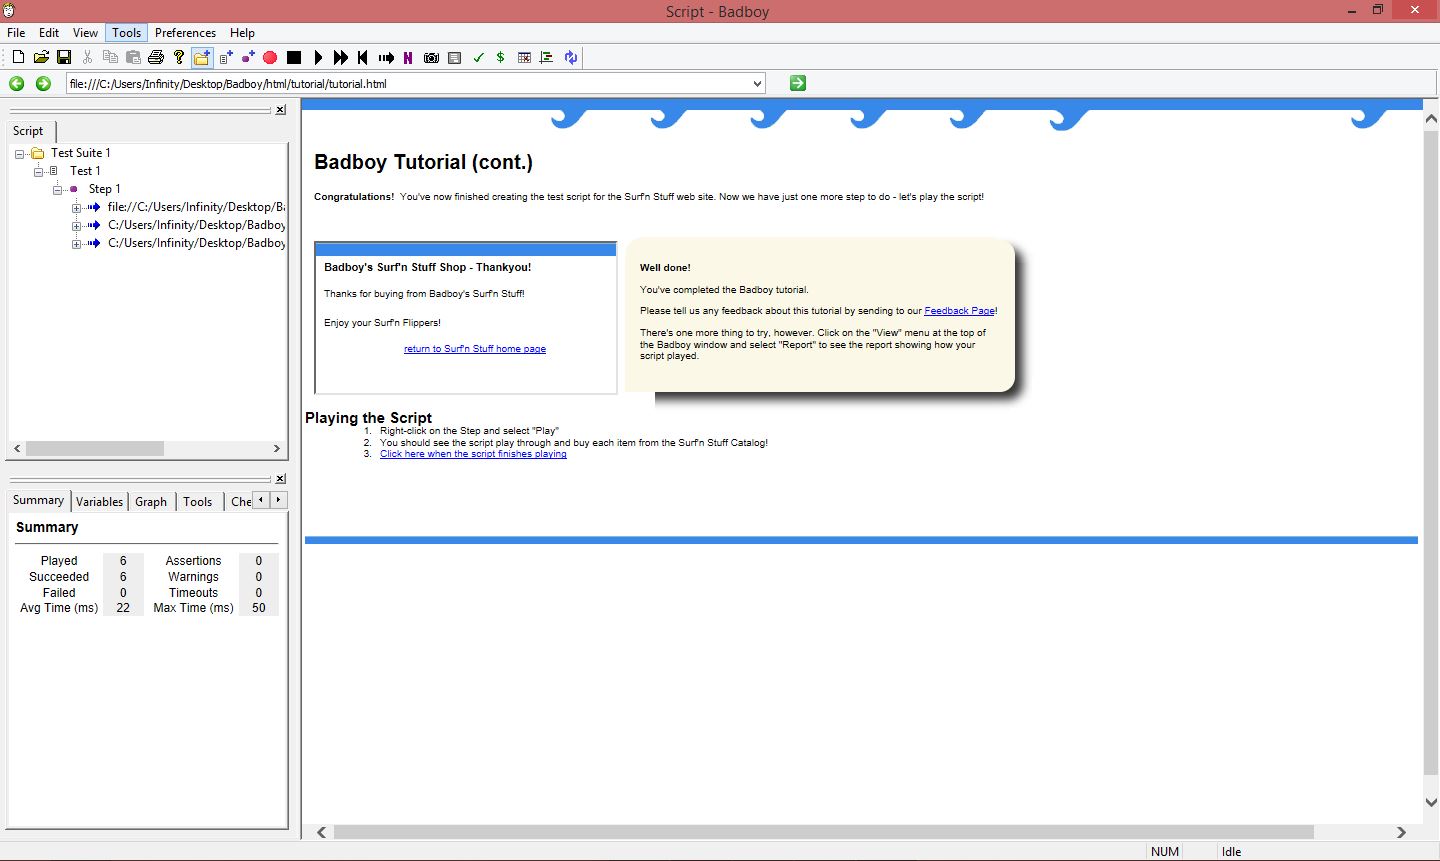 Script - Badboy
File Edit View Tools Preferences Help
file:///C:/Users/Infinity/Desktop/Badboy/html/tutorial/tutorial.html
Script
Test Suite 1
Test 1
Step 1
file://C:/Users/Infinity/Desktop/Ba
C:/Users/Infinity/Desktop/Badboy
C:/Users/Infinity/Desktop/Badboy
Summary Variables Graph Tools Che
Summary
Played 6 Assertions 0
Succeeded 6 Warnings 0
Failed 0 Timeouts 0
Avg Time (ms) 22 Max Time (ms) 50
Badboy Tutorial (cont.)
Congratulations! You've now finished creating the test script for the Surf'n Stuff web site. Now we have just one more step to do - let's play the script!
Badboy's Surf'n Stuff Shop - Thankyou!
Thanks for buying from Badboy's Surf'n Stuff!
Enjoy your Surf'n Flippers!
return to Surf'n Stuff home page
Well done!
You've completed the Badboy tutorial.
Please tell us any feedback about this tutorial by sending to our Feedback Page!
There's one more thing to try, however. Click on the "View" menu at the top of
the Badboy window and select "Report" to see the report showing how your
script played.
Playing the Script
1. Right-click on the Step and select "Play"
2. You should see the script play through and buy each item from the Surf'n Stuff Catalog!
3. Click here when the script finishes playing
NUM Idle